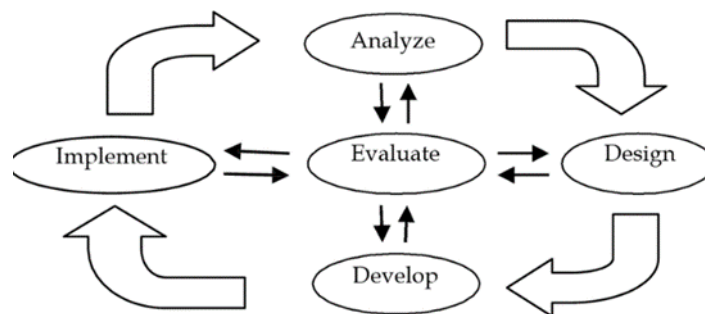 Analyze
Implement
Evaluate
Design
Develop